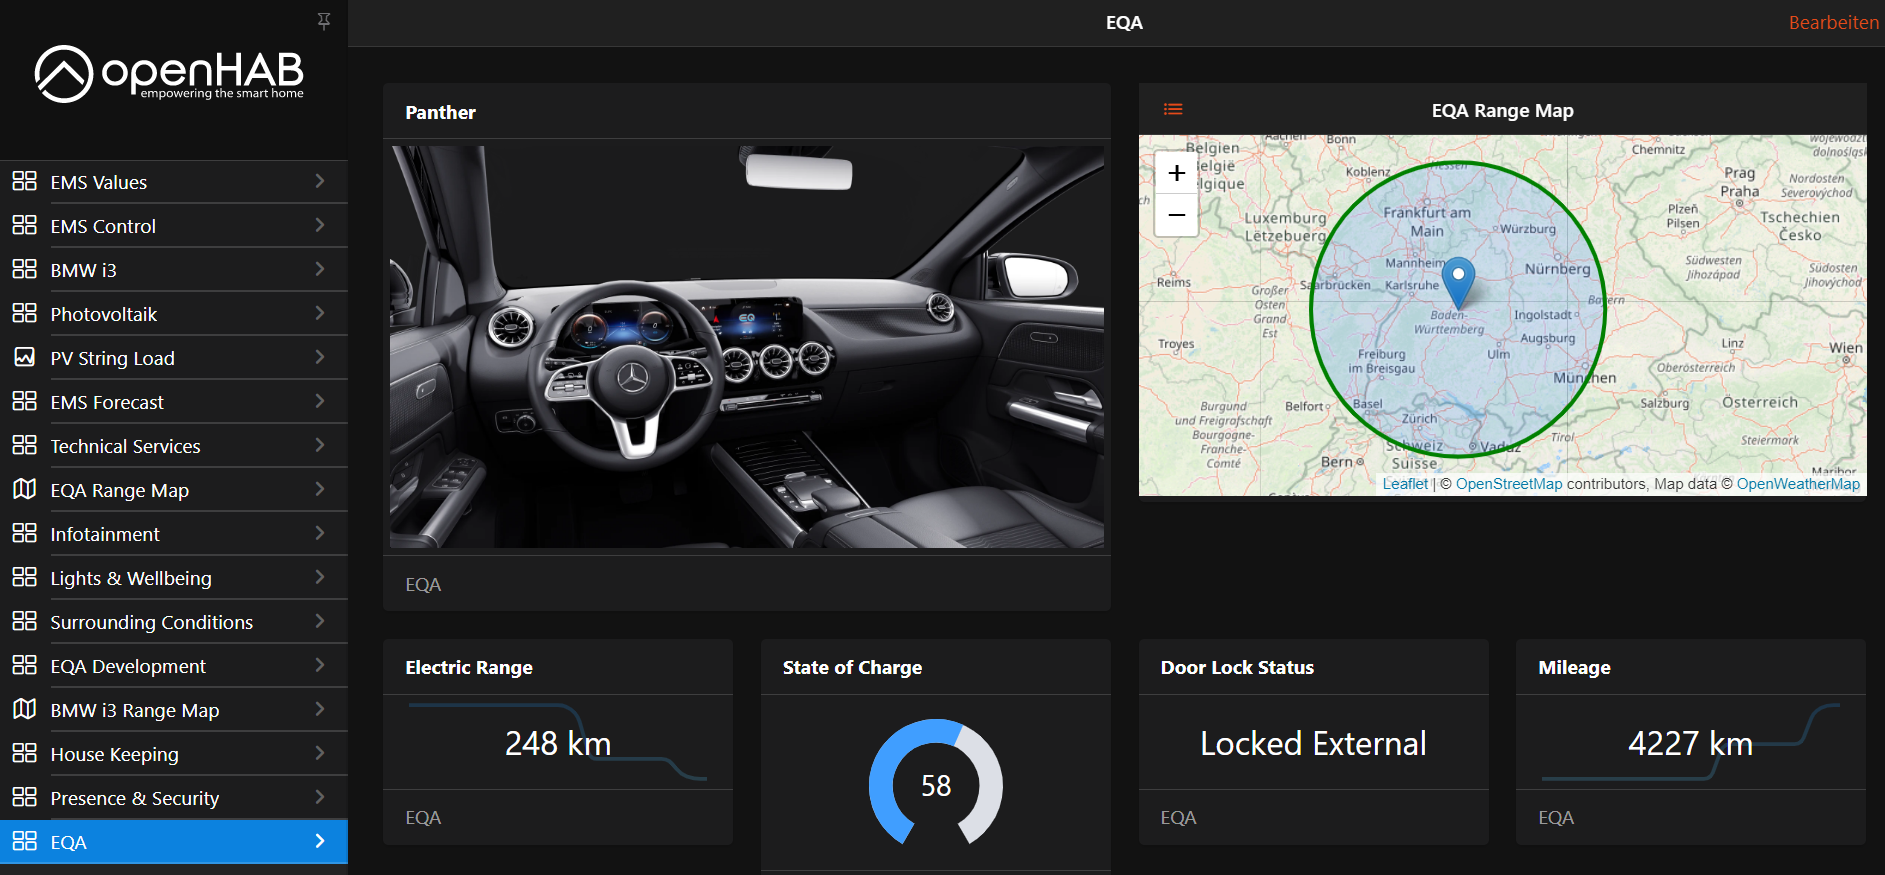 openHAB
empowering the smart home
EMS Values
EMS Control
BMW i3
Photovoltaik
PV String Load
EMS Forecast
Technical Services
EQA Range Map
Infotainment
Lights & Wellbeing
Surrounding Conditions
EQA Development
BMW i3 Range Map
House Keeping
Presence & Security
EQA
EQA
Bearbeiten
Panther
EQ
EQA
EQA Range Map
+
−
Aachen
Bonn
Belgien
België
elgique
Koblenz
Hessen
Chemnitz
województwo
dolnośląsk
Prag
Praha
Nordosten
Severovýchod
Luxemburg
Lëtzebuerg
Frankfurt am
Main
Würzburg
Plzeň
Pilsen
Tschechien
Česko
Mannheim
Nürnberg
Südwesten
Jihozápad
Südosten
Jihovýchod
Reims
Saarbrücken
Karlsruhe
Großer
Osten
Grand
Est
Bayern
Baden-
Württemberg
Ingolstadt
Troyes
Augsburg
Linz
Wien
Freiburg
im Breisgau
Ulm
München
Oberösterreich
Burgund
und Freigrafschaft
Bourgogne-
Franche-
Comté
Belfort
Basel
Zürich
Salzburg
Österreich
Schweiz
Suisse
Vaduz
Tirol
Steiermark
Bern
Maribor
Leaflet | © OpenStreetMap contributors, Map data © OpenWeatherMap
Electric Range
248 km
EQA
State of Charge
58
Door Lock Status
Locked External
EQA
Mileage
4227 km
EQA